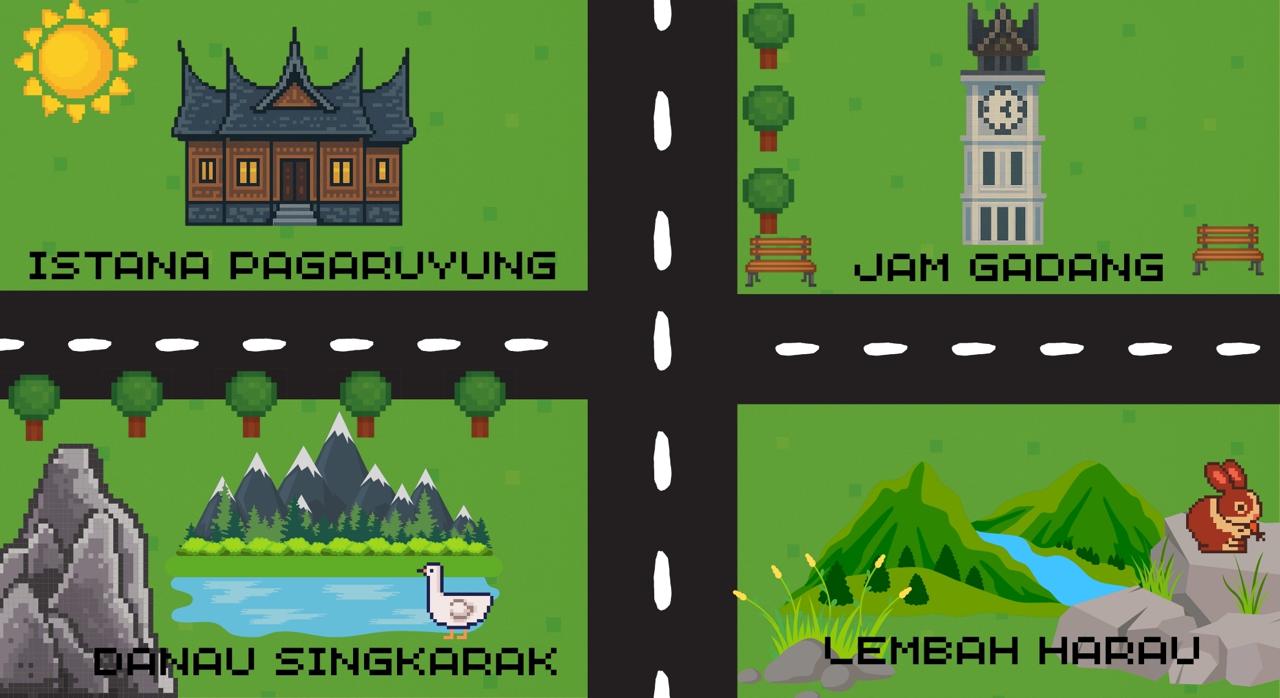 ISTANA PAGARUYUNG
JAM GADANG
DANAU SINGKARAK
LEMBAH HARAU